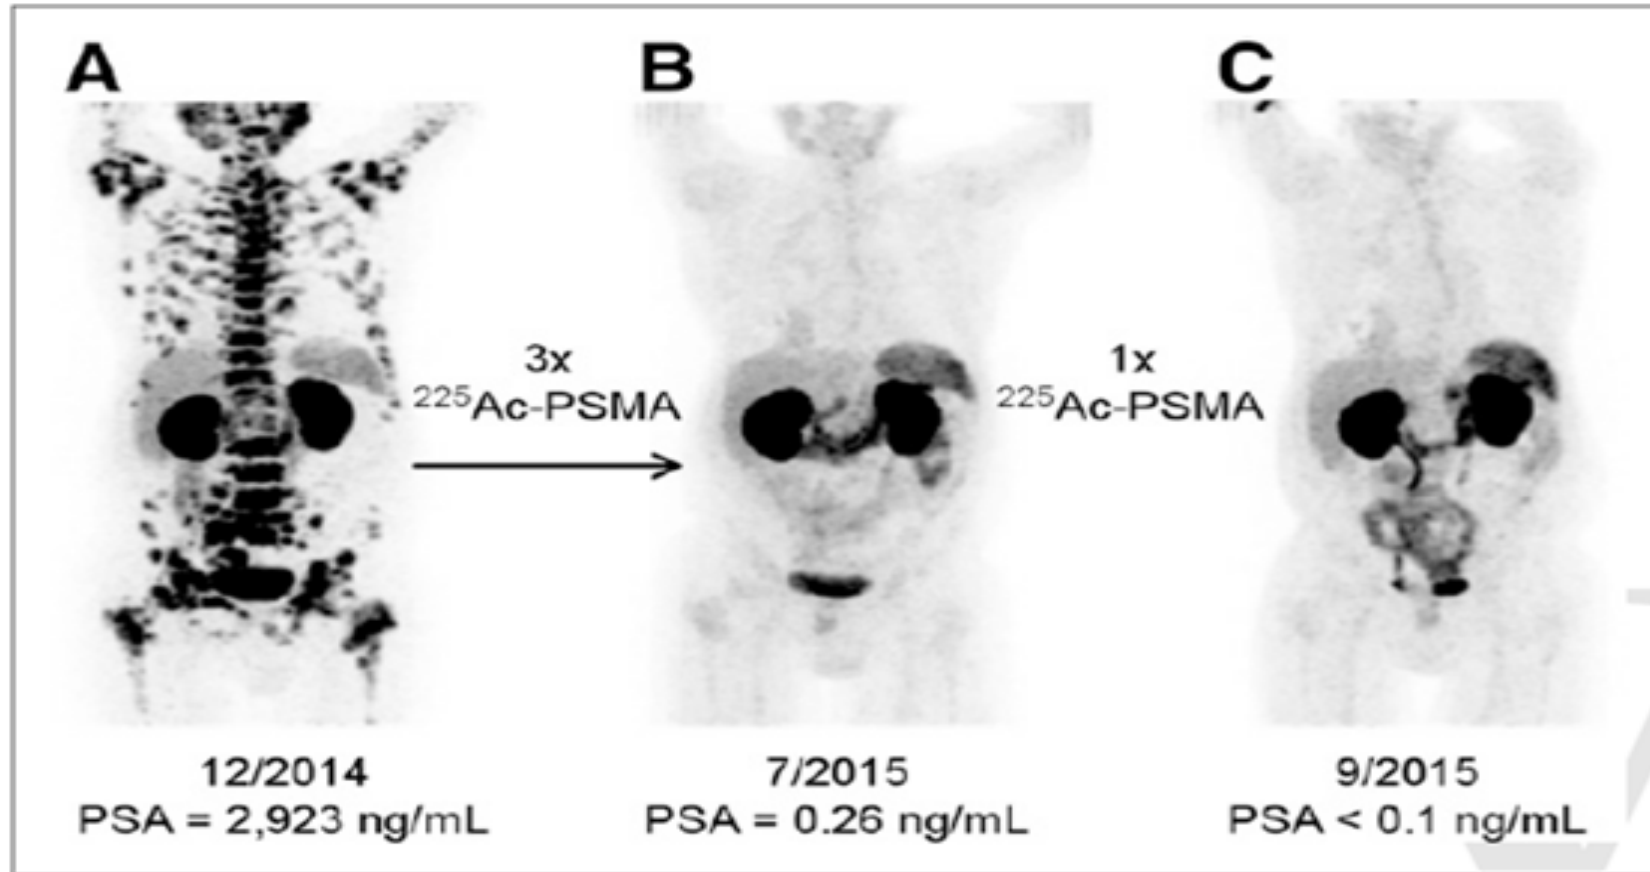 A
B
C
3x
²²⁵Ac-PSMA
1x
²²⁵Ac-PSMA
12/2014
PSA = 2,923 ng/mL
7/2015
PSA = 0.26 ng/mL
9/2015
PSA < 0.1 ng/mL